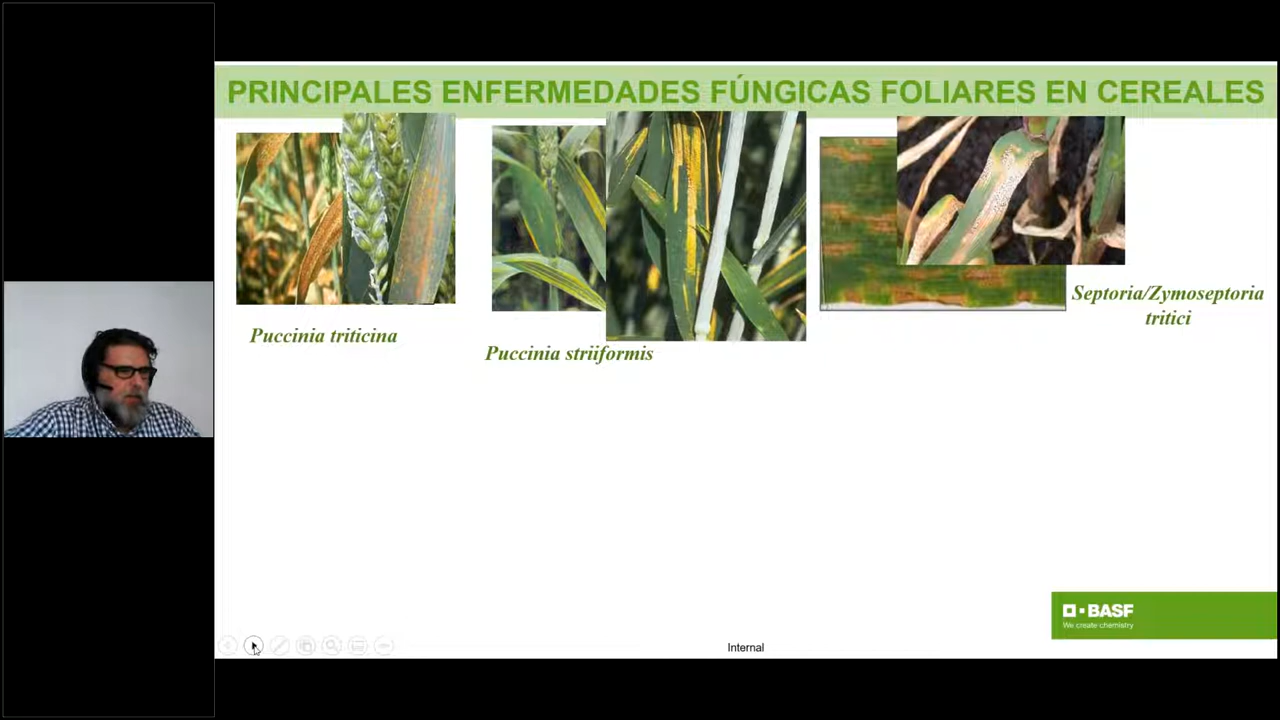 PRINCIPALES ENFERMEDADES FÚNGICAS FOLIARES EN CEREALES
Puccinia triticina
Puccinia striiformis
Septoria/Zymoseptoria
tritici
BASF
We create chemistry
Internal